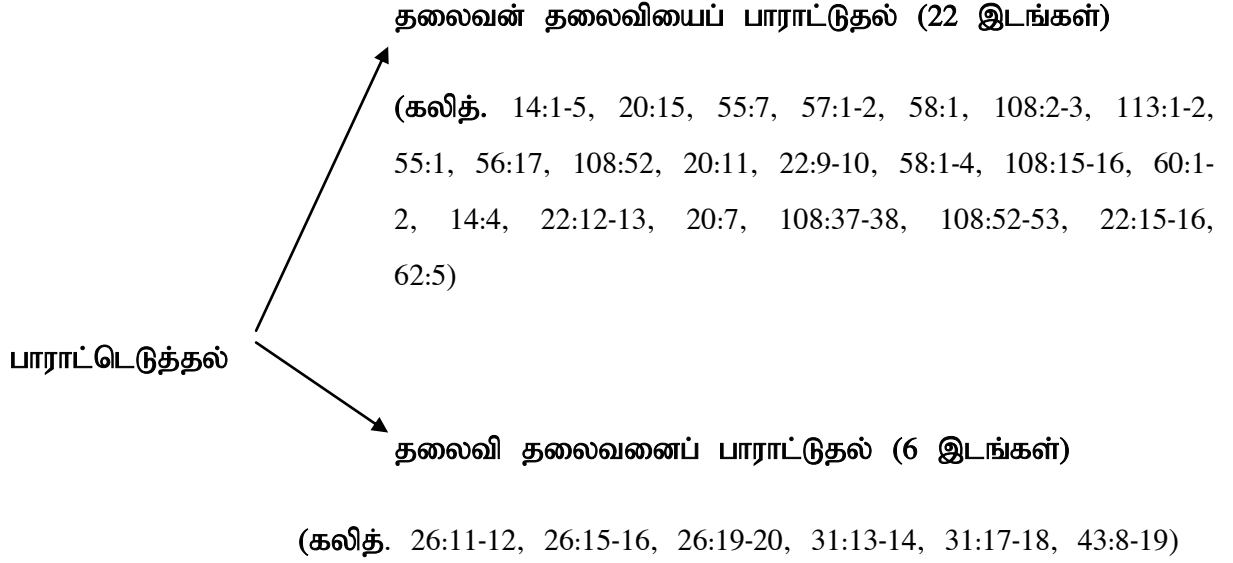 தலைவன் தலைவியைப் பாராட்டுதல் (22 இடங்கள்)
(கலித். 14:1-5, 20:15, 55:7, 57:1-2, 58:1, 108:2-3, 113:1-2,
55:1, 56:17, 108:52, 20:11, 22:9-10, 58:1-4, 108:15-16, 60:1-
2, 14:4, 22:12-13, 20:7, 108:37-38, 108:52-53, 22:15-16,
62:5)
பாராட்டெடுத்தல்
தலைவி தலைவனைப் பாராட்டுதல் (6 இடங்கள்)
(கலித். 26:11-12, 26:15-16, 26:19-20, 31:13-14, 31:17-18, 43:8-19)